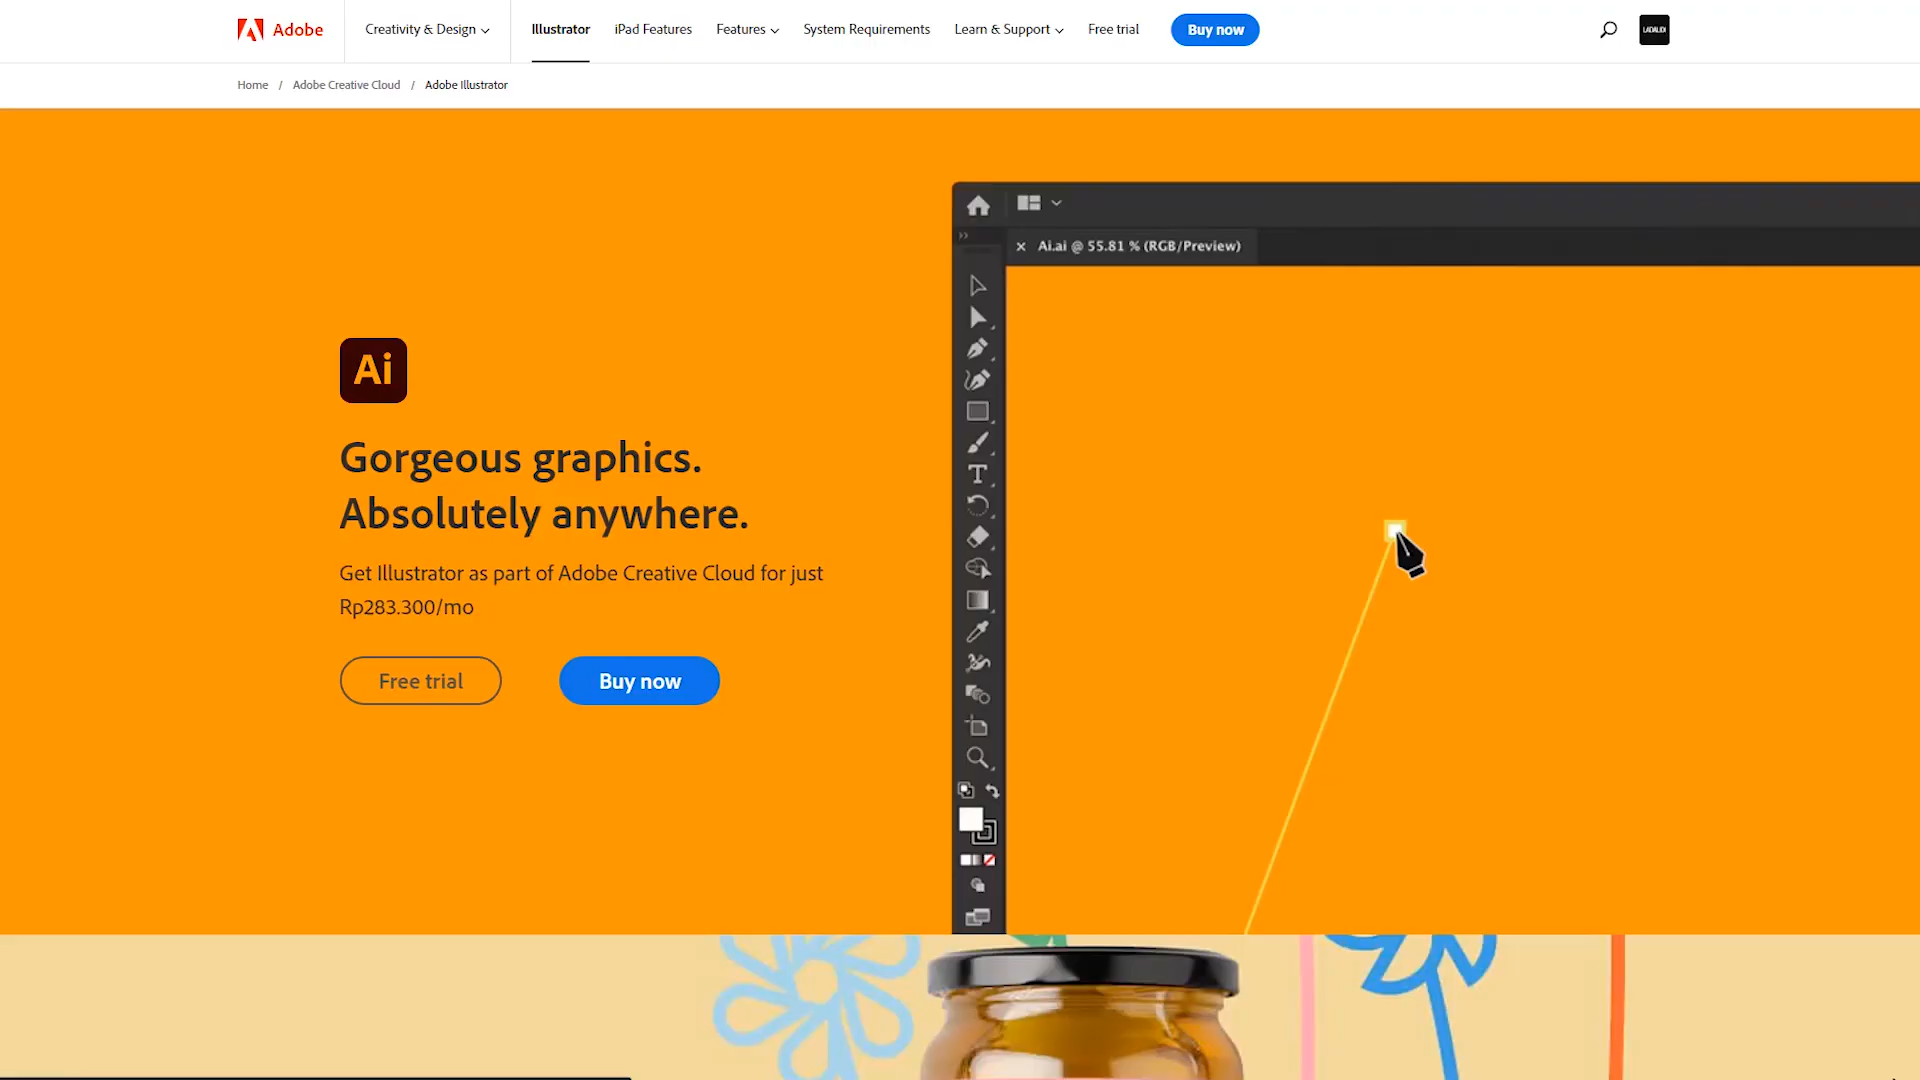 Adobe
Creativity & Design
Illustrator
iPad Features
Features
System Requirements
Learn & Support
Free trial
Buy now
Home / Adobe Creative Cloud / Adobe Illustrator
× Ai.ai @ 55.81 % (RGB/Preview)
Ai
Gorgeous graphics.
Absolutely anywhere.
Get Illustrator as part of Adobe Creative Cloud for just
Rp283.300/mo
Free trial
Buy now